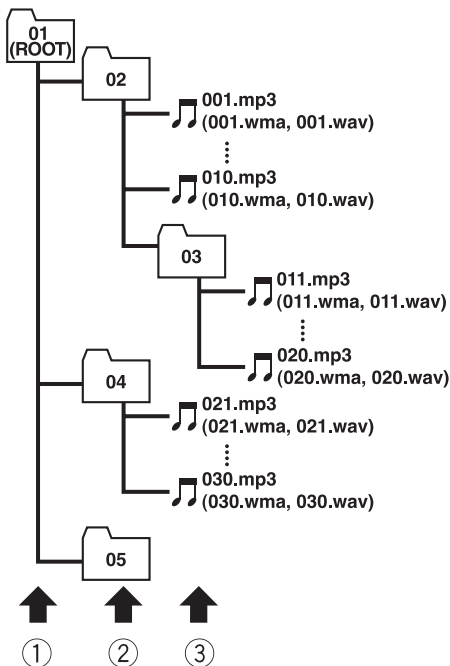 01
(ROOT)
02
001.mp3
(001.wma, 001.wav)
010.mp3
(010.wma, 010.wav)
03
011.mp3
(011.wma, 011.wav)
020.mp3
(020.wma, 020.wav)
04
021.mp3
(021.wma, 021.wav)
030.mp3
(030.wma, 030.wav)
05
① ② ③